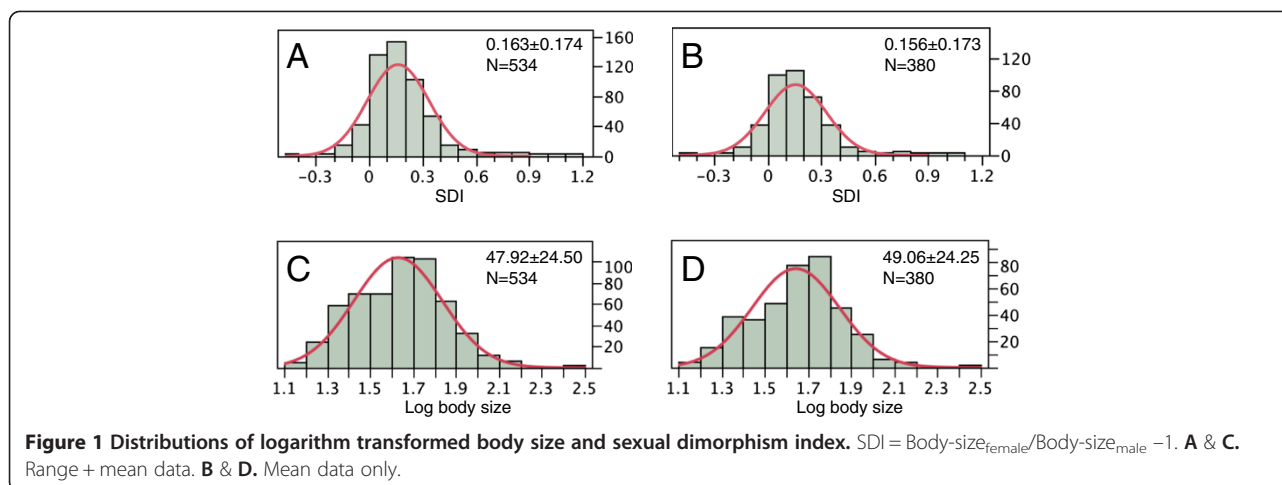 A
0.163±0.174
N=534
160
120
80
40
0
−0.3 0 0.3 0.6 0.9 1.2
SDI
B
0.156±0.173
N=380
120
80
40
0
−0.3 0 0.3 0.6 0.9 1.2
SDI
C
47.92±24.50
N=534
100
80
60
40
20
1.1 1.3 1.5 1.7 1.9 2.1 2.3 2.5
Log body size
D
49.06±24.25
N=380
80
60
40
20
1.1 1.3 1.5 1.7 1.9 2.1 2.3 2.5
Log body size
Figure 1 Distributions of logarithm transformed body size and sexual dimorphism index. SDI = Body-sizefemale/Body-sizemale –1. A & C.
Range + mean data. B & D. Mean data only.